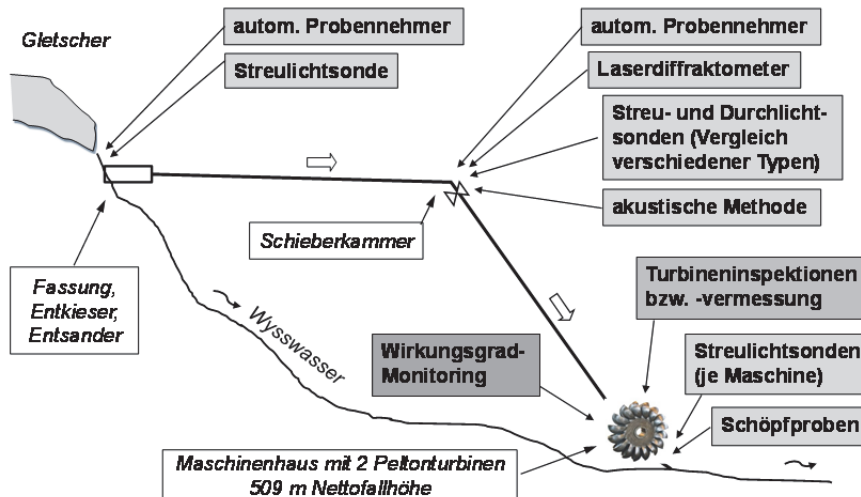 Gletscher
autom. Probennehmer
Streulichtsonde
autom. Probennehmer
Laserdiffraktometer
Streu- und Durchlicht-
sonden (Vergleich
verschiedener Typen)
akustische Methode
Schieberkammer
Fassung,
Entkieser,
Entsander
Wysswasser
Turbineninspektionen
bzw. -vermessung
Wirkungsgrad-
Monitoring
Streulichtsonden
(je Maschine)
Schöpfproben
Maschinenhaus mit 2 Peltonturbinen
509 m Nettofallhöhe